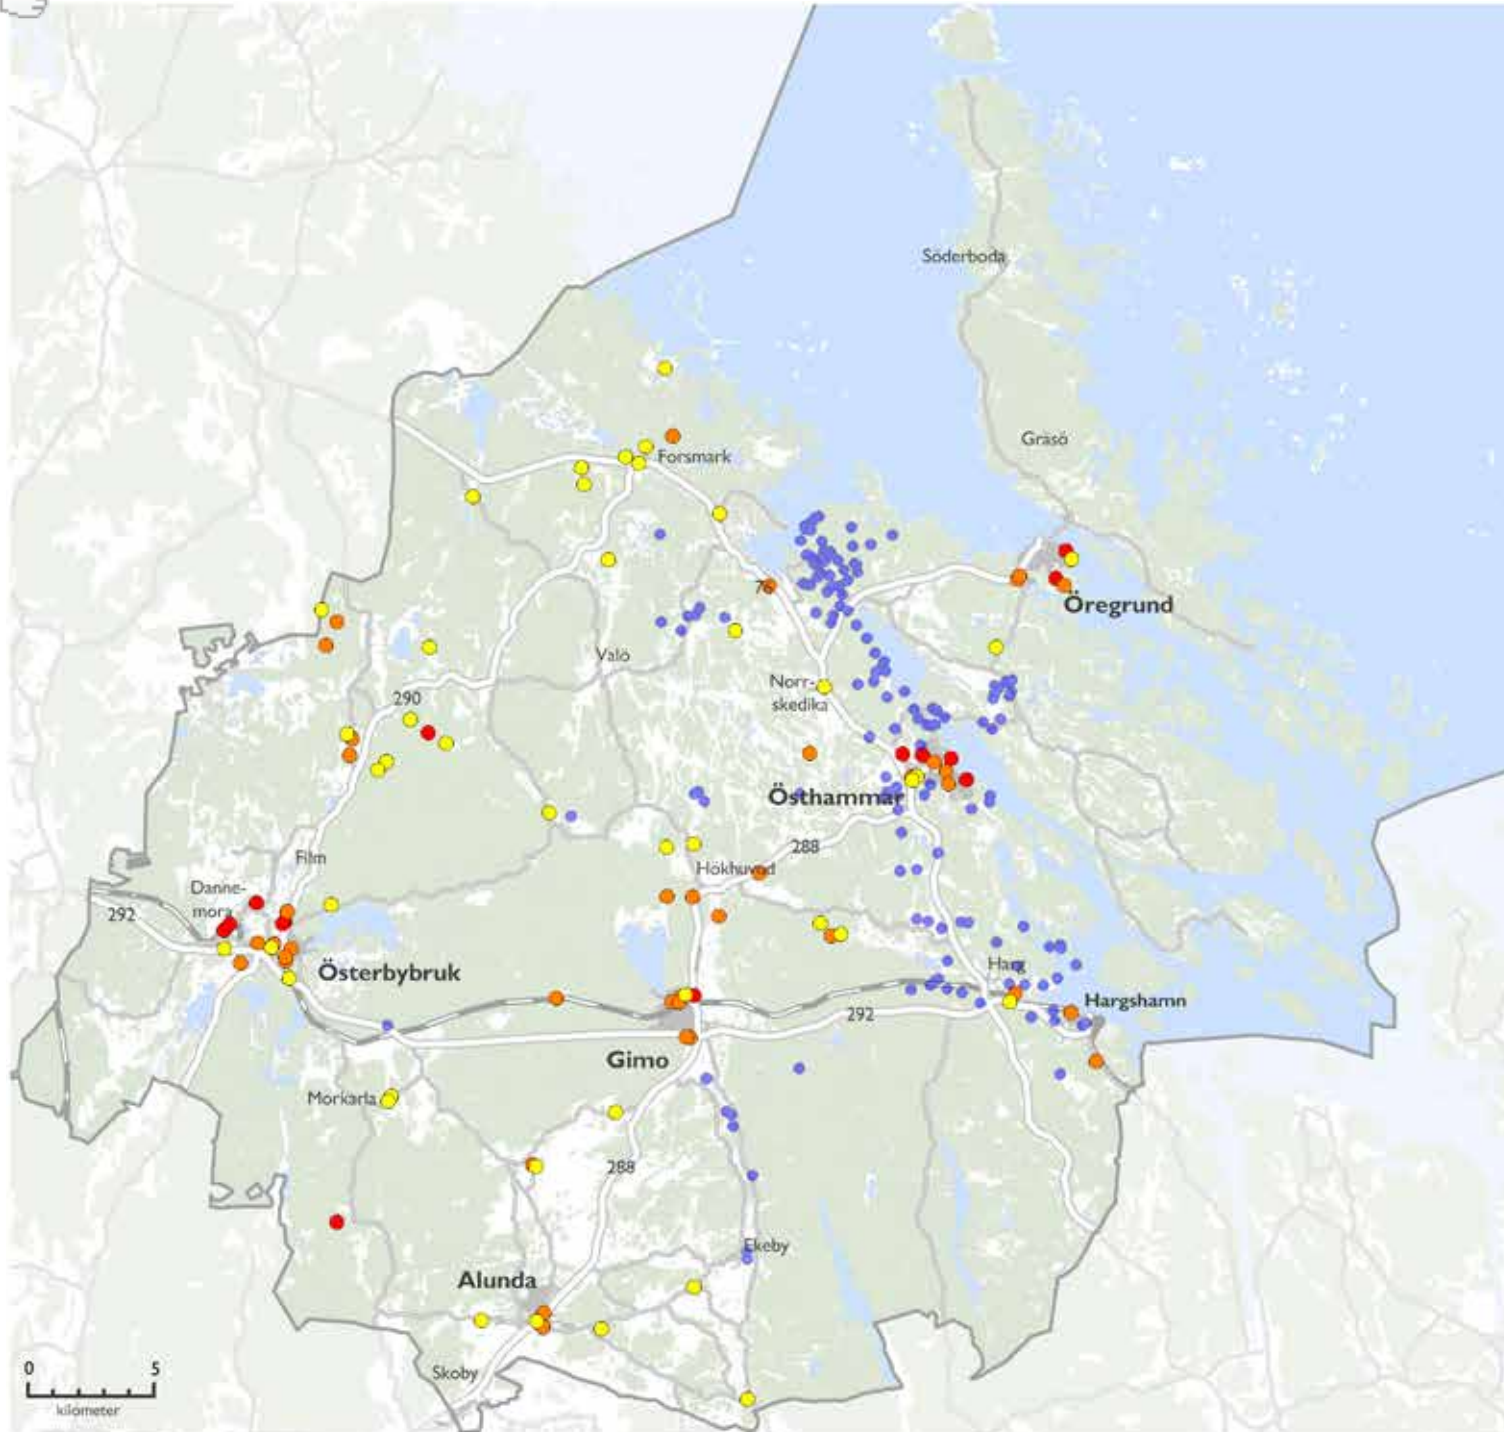 Söderboda
Gräsö
Forsmark
76
Öregrund
Valö
Norr-
skedika
290
Östhammar
288
Film
Hökhuvud
Danne-
mora
292
Österbybruk
Harg
Hargshamn
292
Gimo
Morkarla
288
Ekeby
Alunda
Skoby
0 5
kilometer